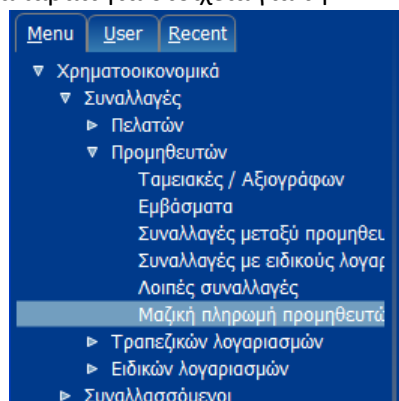 Menu User Recent
Χρηματοοικονομικά
Συναλλαγές
Πελατών
Προμηθευτών
Ταμειακές / Αξιογράφων
Εμβάσματα
Συναλλαγές μεταξύ προμηθευ
Συναλλαγές με ειδικούς λογαρ
Λοιπές συναλλαγές
Μαζική πληρωμή προμηθευτώ
Τραπεζικών λογαριασμών
Ειδικών λογαριασμών
Συναλλασσόμενοι